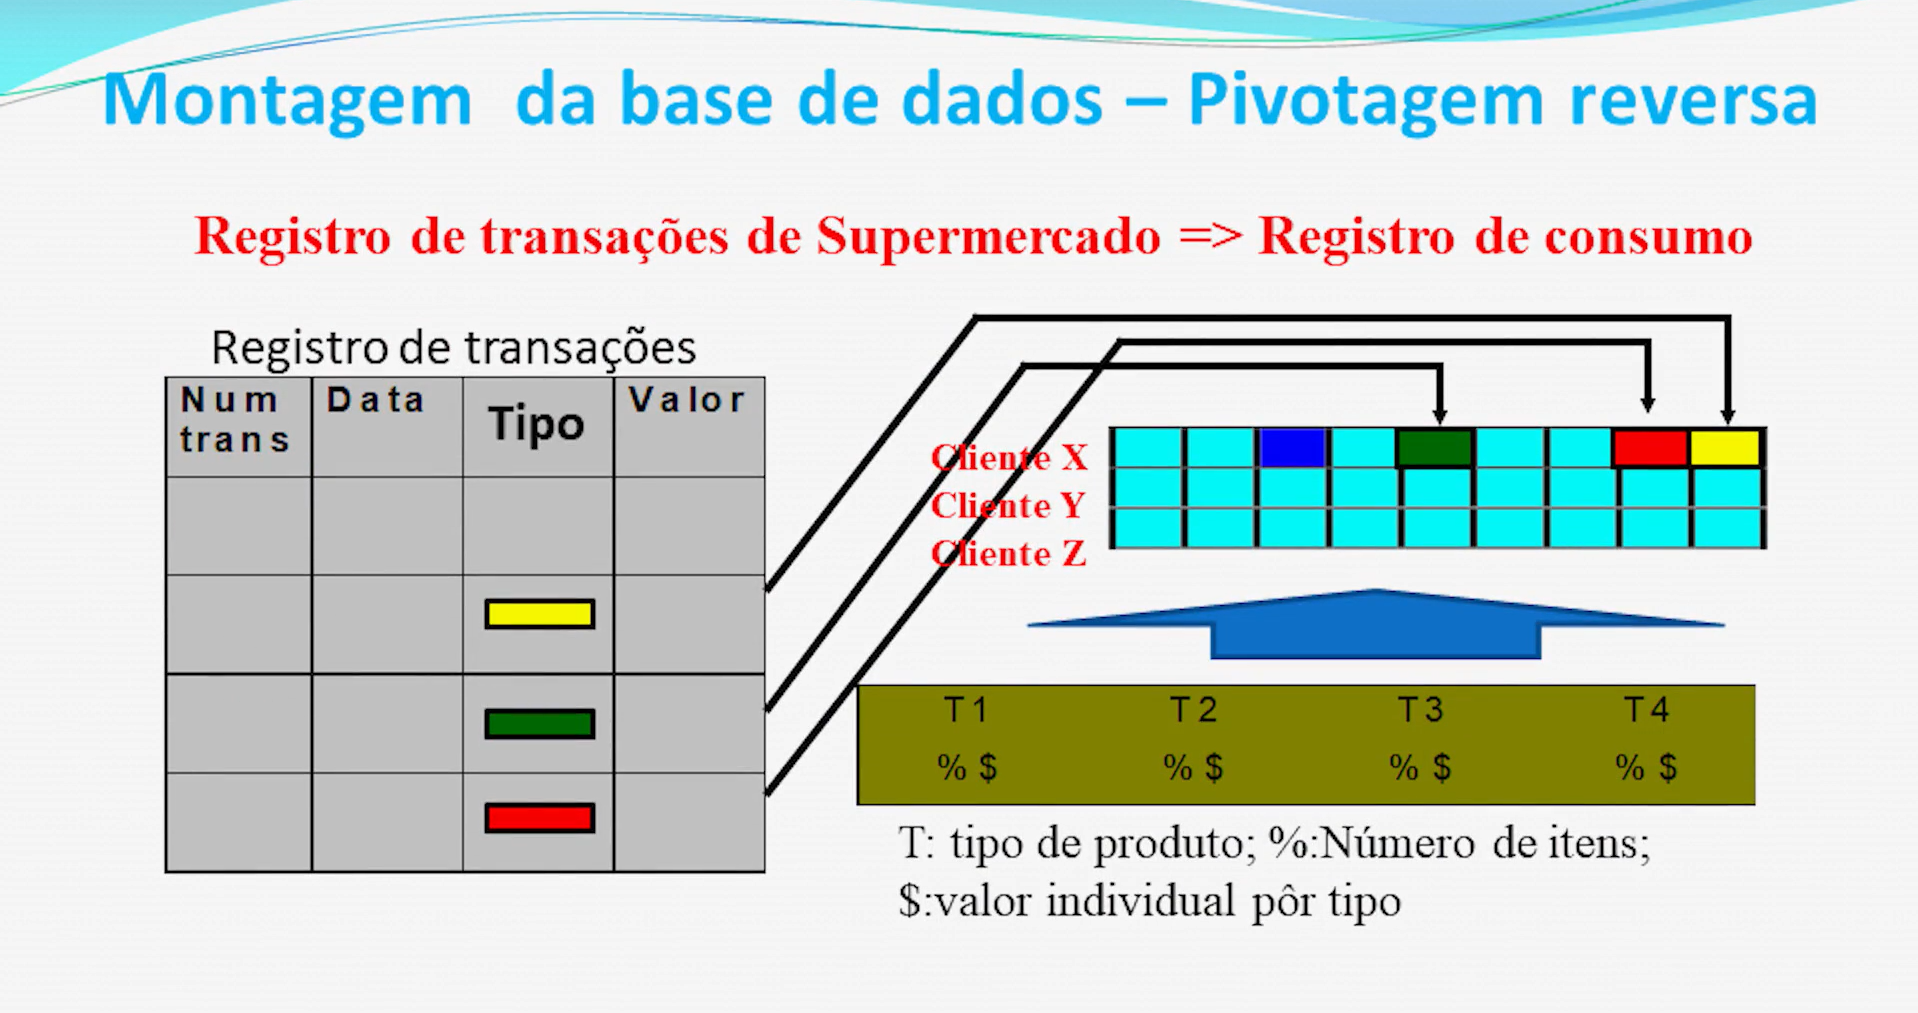 Montagem da base de dados – Pivotagem reversa
Registro de transações de Supermercado => Registro de consumo
Registro de transações
Num trans
Data
Tipo
Valor
Cliente X
Cliente Y
Cliente Z
T1 T2 T3 T4
% $ % $ % $ % $
T: tipo de produto; %:Número de itens;
$:valor individual pôr tipo